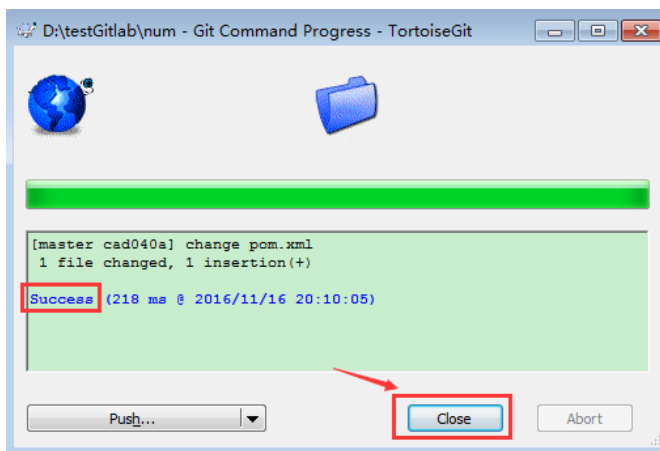 D:\testGitlab\num - Git Command Progress - TortoiseGit
[master cad040a] change pom.xml
1 file changed, 1 insertion(+)
Success (218 ms @ 2016/11/16 20:10:05)
Push...
Close
Abort